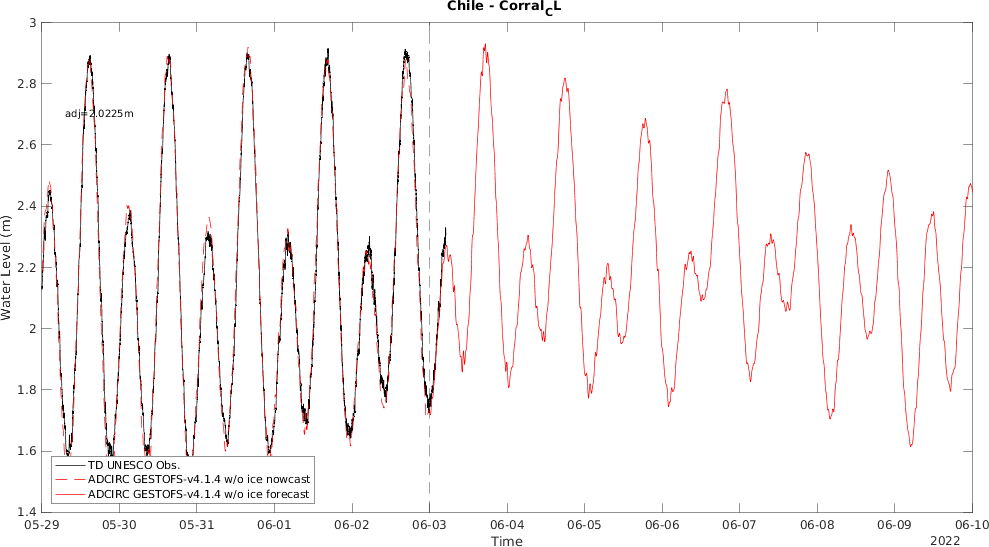 Chile - Corral_CL
3
2.8
2.6
2.4
2.2
2
1.8
1.6
1.4
Water Level (m)
adj=2.0225m
TD UNESCO Obs.
ADCIRC GESTOFS-v4.1.4 w/o ice nowcast
ADCIRC GESTOFS-v4.1.4 w/o ice forecast
05-29 05-30 05-31 06-01 06-02 06-03 06-04 06-05 06-06 06-07 06-08 06-09 06-10
Time
2022